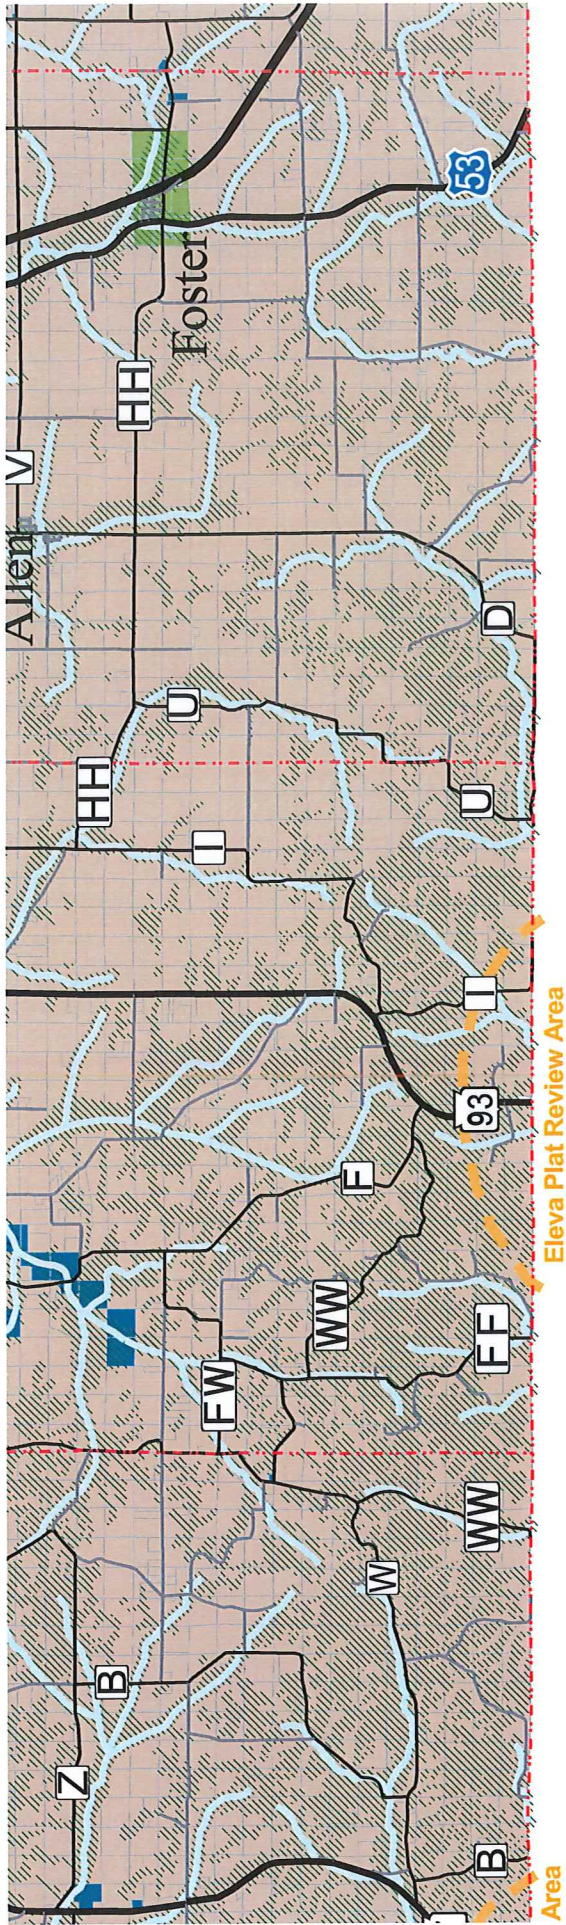 53
Foster
HH
V
Allen
D
U
HH
U
I
I
93
Eleva Plat Review Area
F
WW
FF
FW
WW
W
B
Z
B
Area